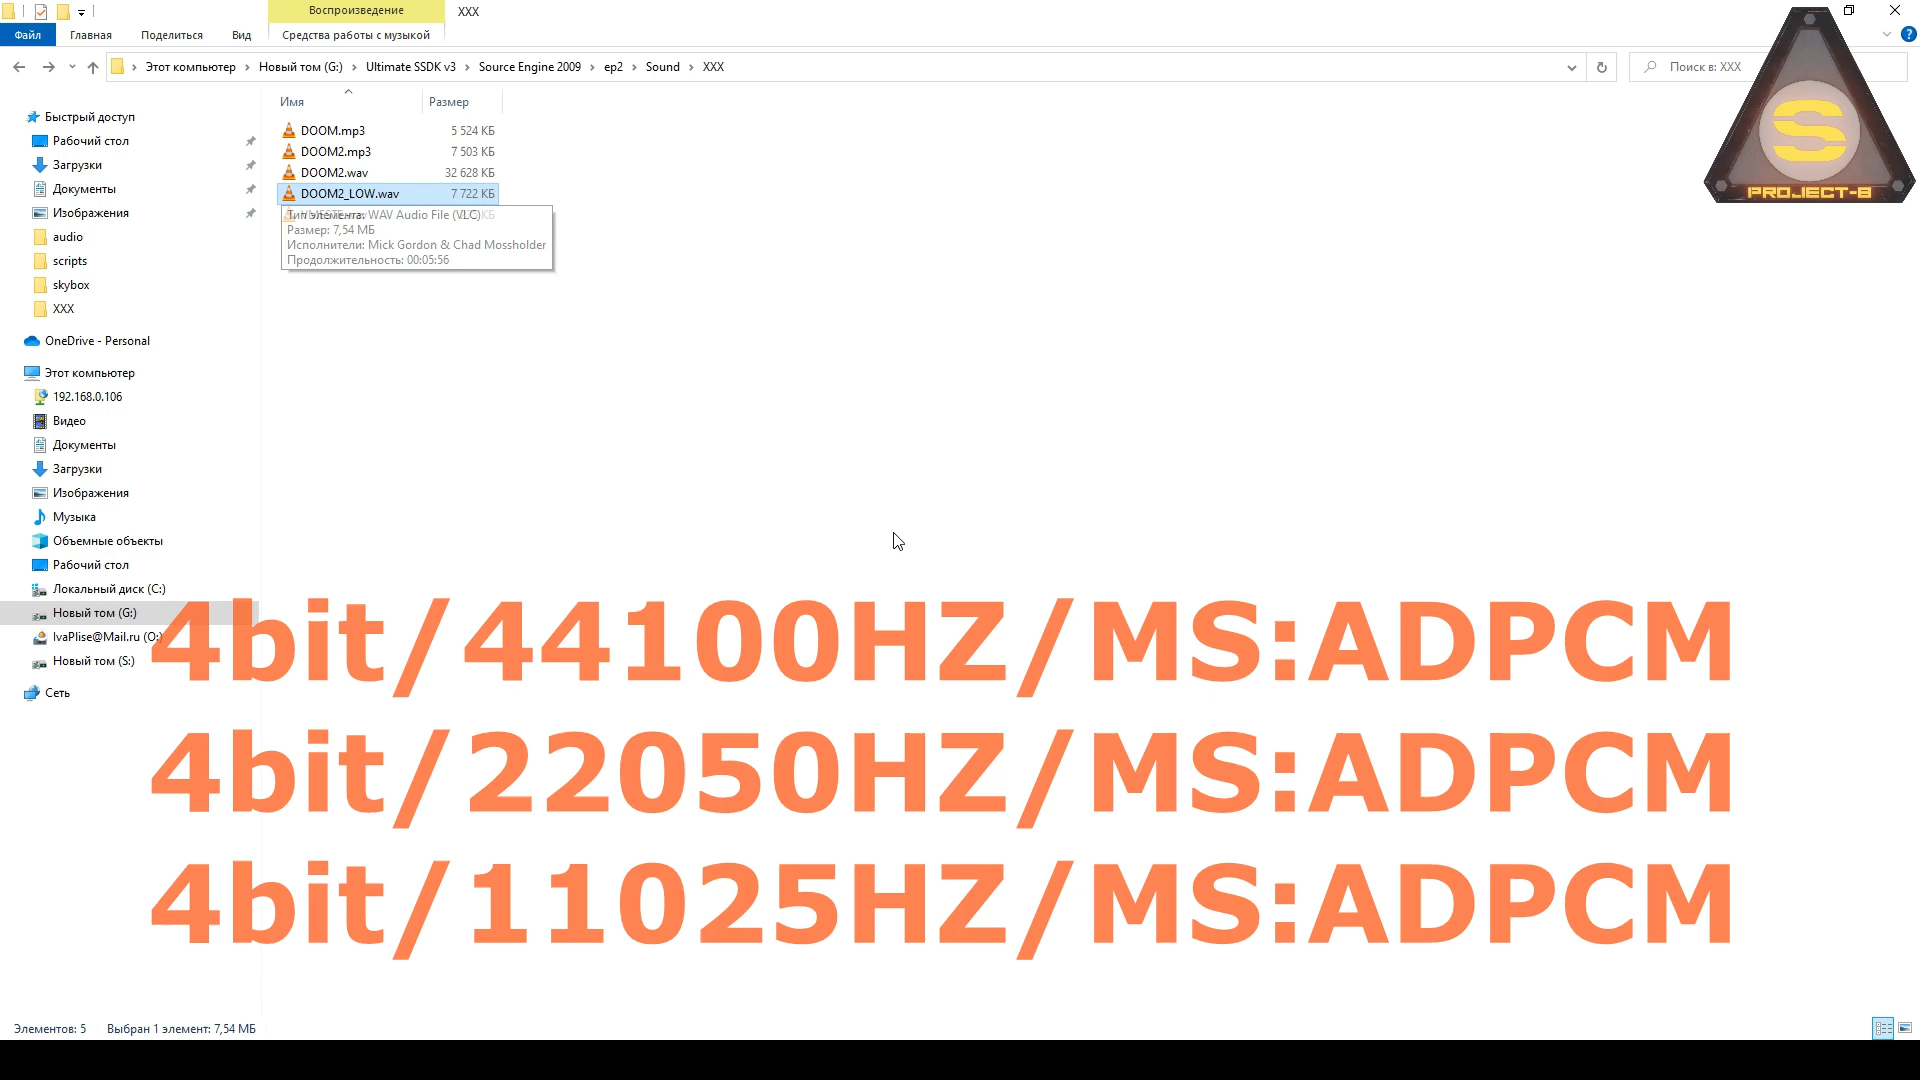 Воспроизведение
XXX
Файл
Главная
Поделиться
Вид
Средства работы с музыкой
Этот компьютер
Новый том (G:)
Ultimate SSDK v3
Source Engine 2009
ep2
Sound
XXX
Поиск в: XXX
Имя
Размер
Быстрый доступ
Рабочий стол
Загрузки
Документы
Изображения
audio
scripts
skybox
XXX
OneDrive - Personal
Этот компьютер
192.168.0.106
Видео
Документы
Загрузки
Изображения
Музыка
Объемные объекты
Рабочий стол
Локальный диск (C:)
Новый том (G:)
IvaPlise@Mail.ru (O:)
Новый том (S:)
Сеть
DOOM.mp3 5 524 КБ
DOOM2.mp3 7 503 КБ
DOOM2.wav 32 628 КБ
DOOM2_LOW.wav 7 722 КБ
Тип элемента: WAV Audio File (VLC)
Размер: 7,54 МБ
Исполнители: Mick Gordon & Chad Mossholder
Продолжительность: 00:05:56
S
PROJECT-8
4bit/44100HZ/MS:ADPCM
4bit/22050HZ/MS:ADPCM
4bit/11025HZ/MS:ADPCM
Элементов: 5
Выбран 1 элемент: 7,54 МБ